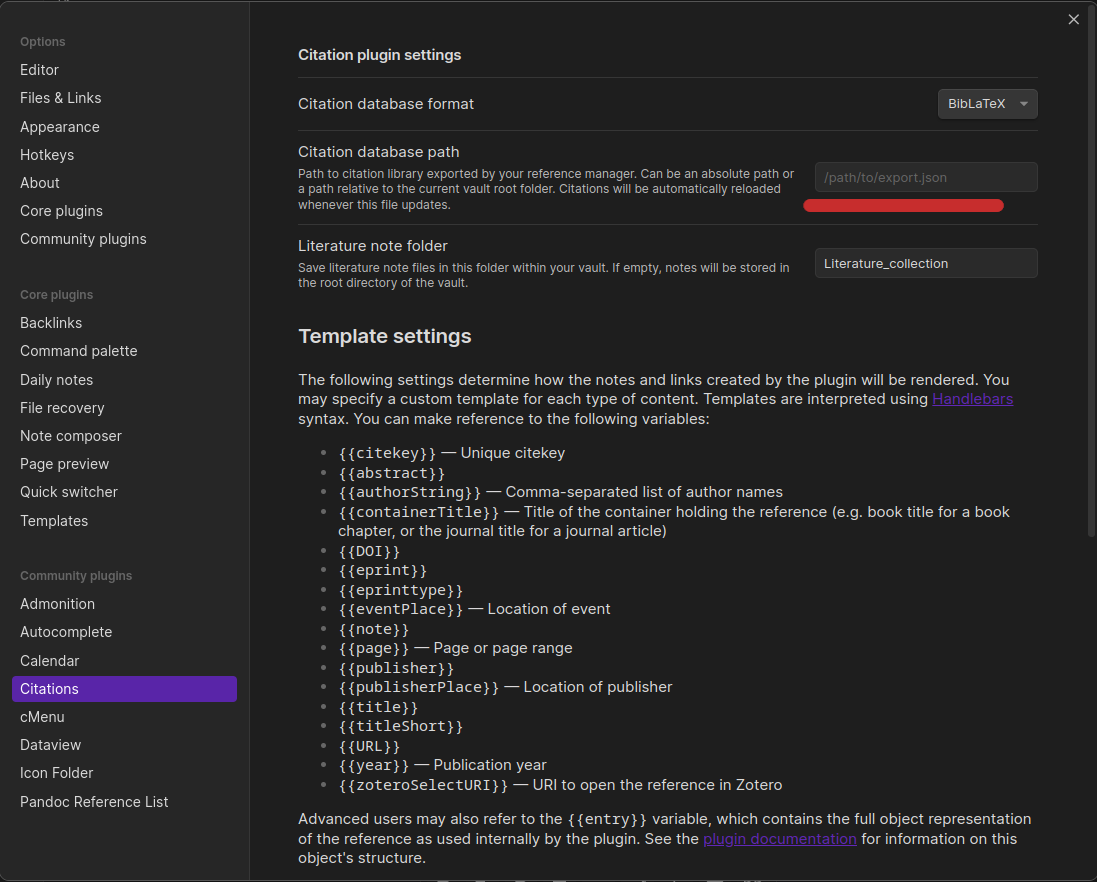 Options
Editor
Files & Links
Appearance
Hotkeys
About
Core plugins
Community plugins
Core plugins
Backlinks
Command palette
Daily notes
File recovery
Note composer
Page preview
Quick switcher
Templates
Community plugins
Admonition
Autocomplete
Calendar
Citations
cMenu
Dataview
Icon Folder
Pandoc Reference List
Citation plugin settings
Citation database format
BibLaTeX
Citation database path
Path to citation library exported by your reference manager. Can be an absolute path or
a path relative to the current vault root folder. Citations will be automatically reloaded
whenever this file updates.
/path/to/export.json
Literature note folder
Save literature note files in this folder within your vault. If empty, notes will be stored in
the root directory of the vault.
Literature_collection
Template settings
The following settings determine how the notes and links created by the plugin will be rendered. You
may specify a custom template for each type of content. Templates are interpreted using Handlebars
syntax. You can make reference to the following variables:
• {{citekey}} — Unique citekey
• {{abstract}}
• {{authorString}} — Comma-separated list of author names
• {{containerTitle}} — Title of the container holding the reference (e.g. book title for a book
chapter, or the journal title for a journal article)
• {{DOI}}
• {{eprint}}
• {{eprinttype}}
• {{eventPlace}} — Location of event
• {{note}}
• {{page}} — Page or page range
• {{publisher}}
• {{publisherPlace}} — Location of publisher
• {{title}}
• {{titleShort}}
• {{URL}}
• {{year}} — Publication year
• {{zoteroSelectURI}} — URI to open the reference in Zotero
Advanced users may also refer to the {{entry}} variable, which contains the full object representation
of the reference as used internally by the plugin. See the plugin documentation for information on this
object's structure.